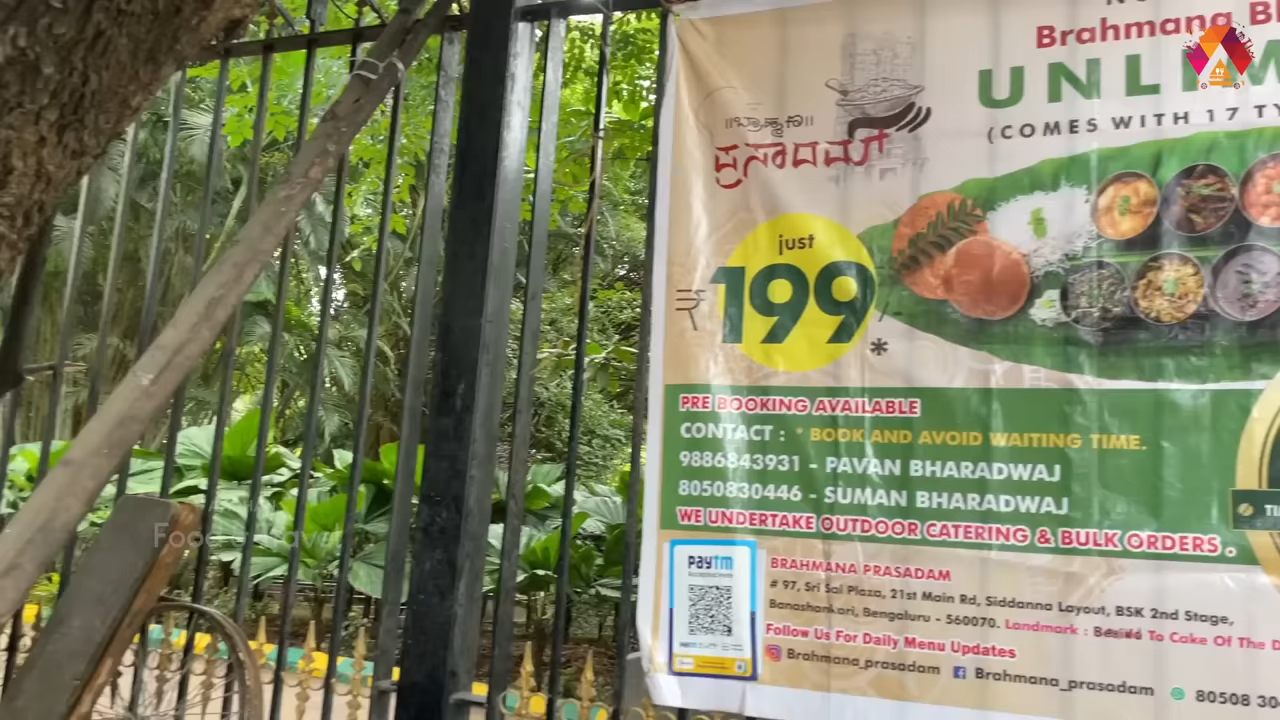 Brahmana
UNLIM
(COMES WITH 17
॥ಬ್ರಾಹ್ಮಣ॥
ಪ್ರಸಾದಮ್
just
₹199/*
PRE BOOKING AVAILABLE
CONTACT : * BOOK AND AVOID WAITING TIME.
9886843931 - PAVAN BHARADWAJ
8050830446 - SUMAN BHARADWAJ
WE UNDERTAKE OUTDOOR CATERING & BULK ORDERS .
paytm
Accepted Here
BRAHMANA PRASADAM
# 97, Sri Sai Plaza, 21st Main Rd, Siddanna Layout, BSK 2nd Stage,
Banashankari, Bengaluru - 560070. Landmark : Beside To Cake Of The D
Follow Us For Daily Menu Updates
Brahmana_prasadam Brahmana_prasadam 80508 30